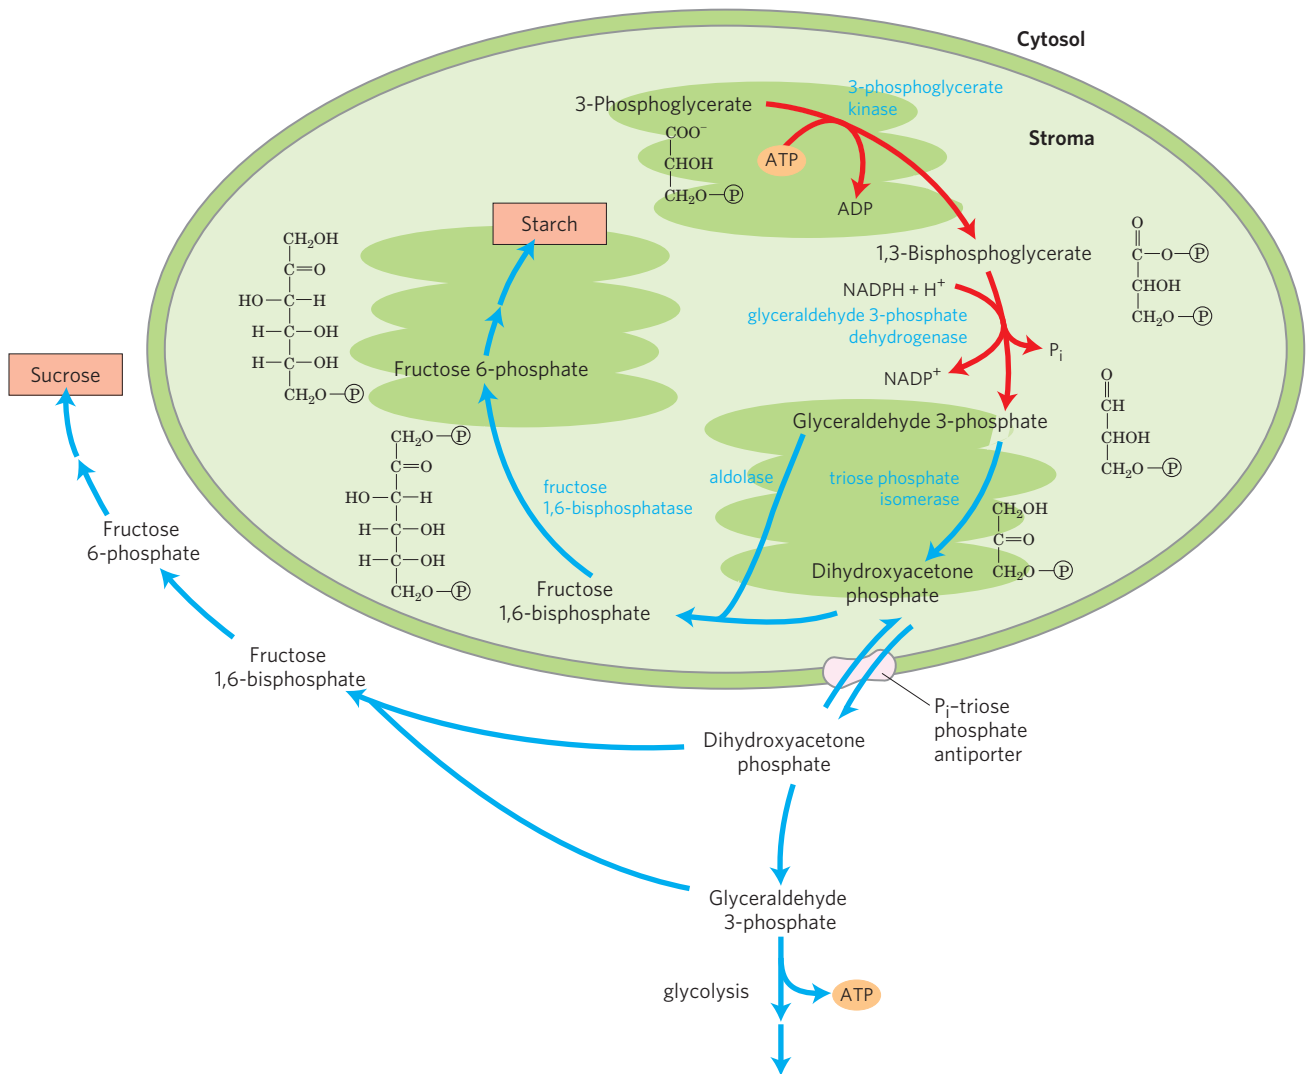 Cytosol
Stroma
3-phosphoglycerate
kinase
3-Phosphoglycerate
COO⁻
CHOH
CH₂O—Ⓟ
ATP
ADP
1,3-Bisphosphoglycerate
O
C—O—Ⓟ
CHOH
CH₂O—Ⓟ
NADPH + H⁺
glyceraldehyde 3-phosphate
dehydrogenase
Pᵢ
NADP⁺
O
CH
CHOH
CH₂O—Ⓟ
Glyceraldehyde 3-phosphate
aldolase
triose phosphate
isomerase
CH₂OH
C=O
CH₂O—Ⓟ
Dihydroxyacetone
phosphate
Starch
CH₂OH
C=O
HO—C—H
H—C—OH
H—C—OH
CH₂O—Ⓟ
Fructose 6-phosphate
CH₂O—Ⓟ
C=O
HO—C—H
H—C—OH
H—C—OH
CH₂O—Ⓟ
fructose
1,6-bisphosphatase
Fructose
1,6-bisphosphate
Sucrose
Fructose
6-phosphate
Fructose
1,6-bisphosphate
Pᵢ–triose
phosphate
antiporter
Dihydroxyacetone
phosphate
Glyceraldehyde
3-phosphate
glycolysis
ATP